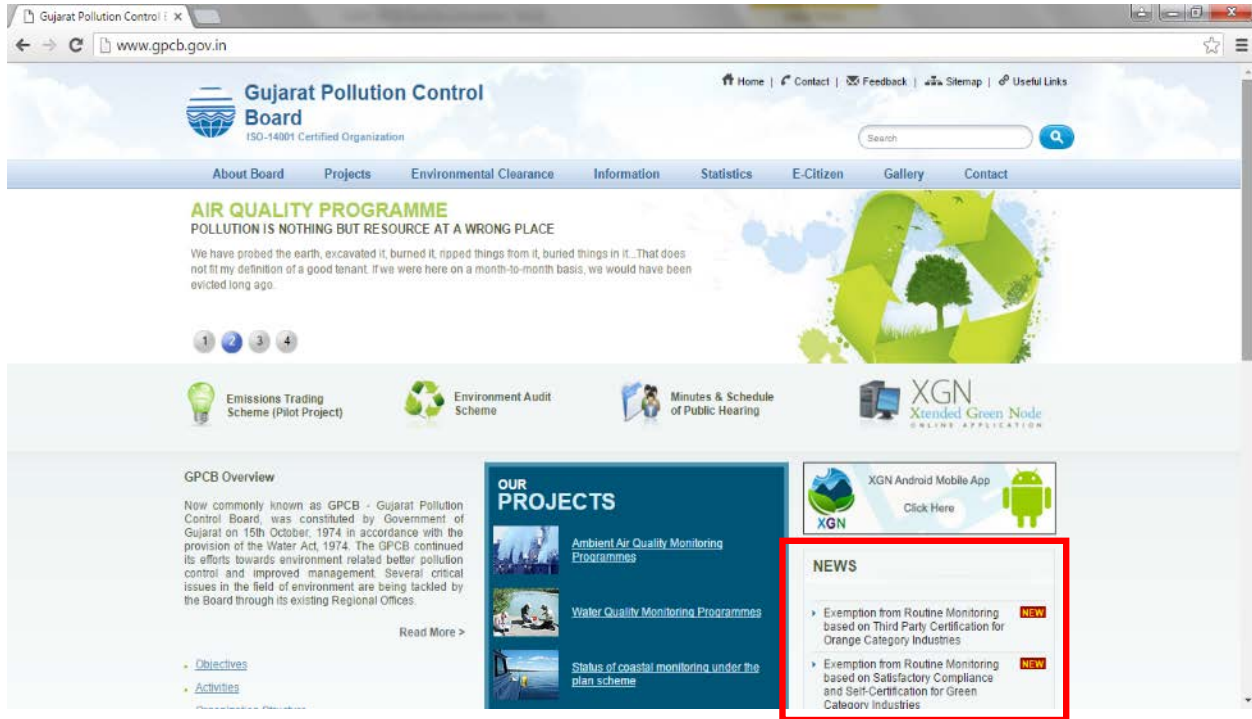 Gujarat Pollution Control
www.gpcb.gov.in
Gujarat Pollution Control
Board
ISO-14001 Certified Organization
Home | Contact | Feedback | Sitemap | Useful Links
Search
About Board Projects Environmental Clearance Information Statistics E-Citizen Gallery Contact
AIR QUALITY PROGRAMME
POLLUTION IS NOTHING BUT RESOURCE AT A WRONG PLACE
We have probed the earth, excavated it, burned it, ripped things from it, buried things in it...That does
not fit my definition of a good tenant. If we were here on a month-to-month basis, we would have been
evicted long ago.
1 2 3 4
Emissions Trading
Scheme (Pilot Project)
Environment Audit
Scheme
Minutes & Schedule
of Public Hearing
XGN
Xtended Green Node
ONLINE APPLICATION
GPCB Overview
Now commonly known as GPCB - Gujarat Pollution
Control Board, was constituted by Government of
Gujarat on 15th October, 1974 in accordance with the
provision of the Water Act, 1974. The GPCB continued
its efforts towards environment related better pollution
control and improved management. Several critical
issues in the field of environment are being tackled by
the Board through its existing Regional Offices.
Read More >
Objectives
Activities
Organization Structure
OUR
PROJECTS
Ambient Air Quality Monitoring
Programmes
Water Quality Monitoring Programmes
Status of coastal monitoring under the
plan scheme
XGN
XGN Android Mobile App
Click Here
NEWS
Exemption from Routine Monitoring NEW
based on Third Party Certification for
Orange Category Industries
Exemption from Routine Monitoring NEW
based on Satisfactory Compliance
and Self-Certification for Green
Category Industries